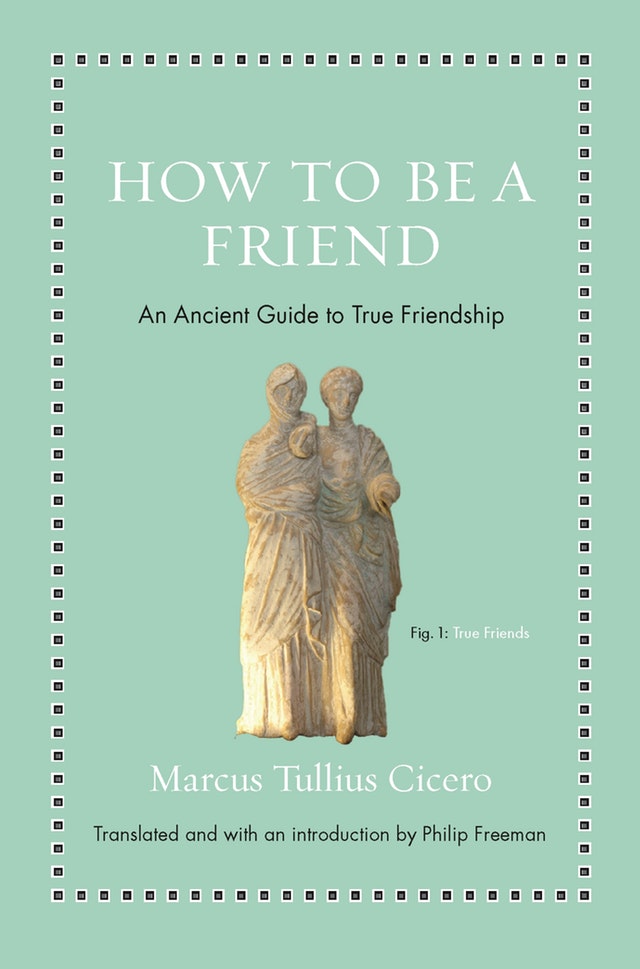 HOW TO BE A
FRIEND
An Ancient Guide to True Friendship
Fig. 1: True Friends
Marcus Tullius Cicero
Translated and with an introduction by Philip Freeman